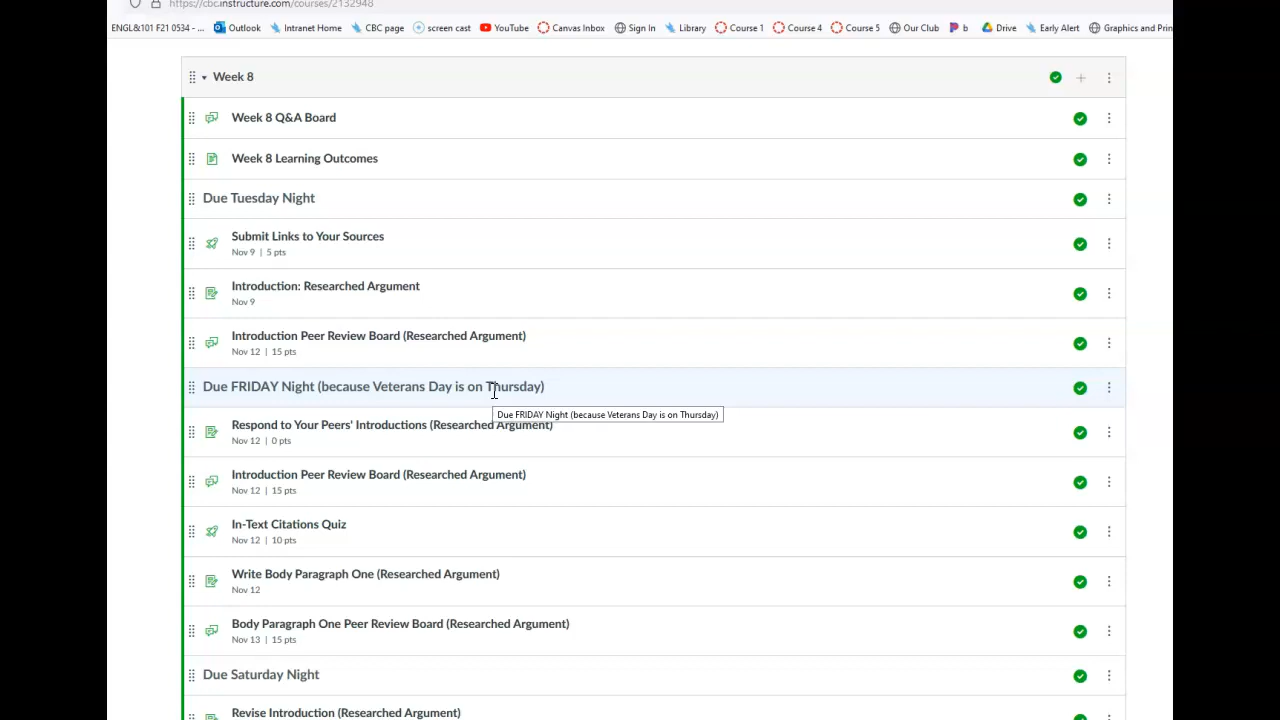 https://cbc.instructure.com/courses/2132948
ENGL&101 F21 0534 - ... Outlook Intranet Home CBC page screen cast YouTube Canvas Inbox Sign In Library Course 1 Course 4 Course 5 Our Club b Drive Early Alert Graphics and Prin
Week 8
Week 8 Q&A Board
Week 8 Learning Outcomes
Due Tuesday Night
Submit Links to Your Sources
Nov 9 | 5 pts
Introduction: Researched Argument
Nov 9
Introduction Peer Review Board (Researched Argument)
Nov 12 | 15 pts
Due FRIDAY Night (because Veterans Day is on Thursday)
Due FRIDAY Night (because Veterans Day is on Thursday)
Respond to Your Peers' Introductions (Researched Argument)
Nov 12 | 0 pts
Introduction Peer Review Board (Researched Argument)
Nov 12 | 15 pts
In-Text Citations Quiz
Nov 12 | 10 pts
Write Body Paragraph One (Researched Argument)
Nov 12
Body Paragraph One Peer Review Board (Researched Argument)
Nov 13 | 15 pts
Due Saturday Night
Revise Introduction (Researched Argument)